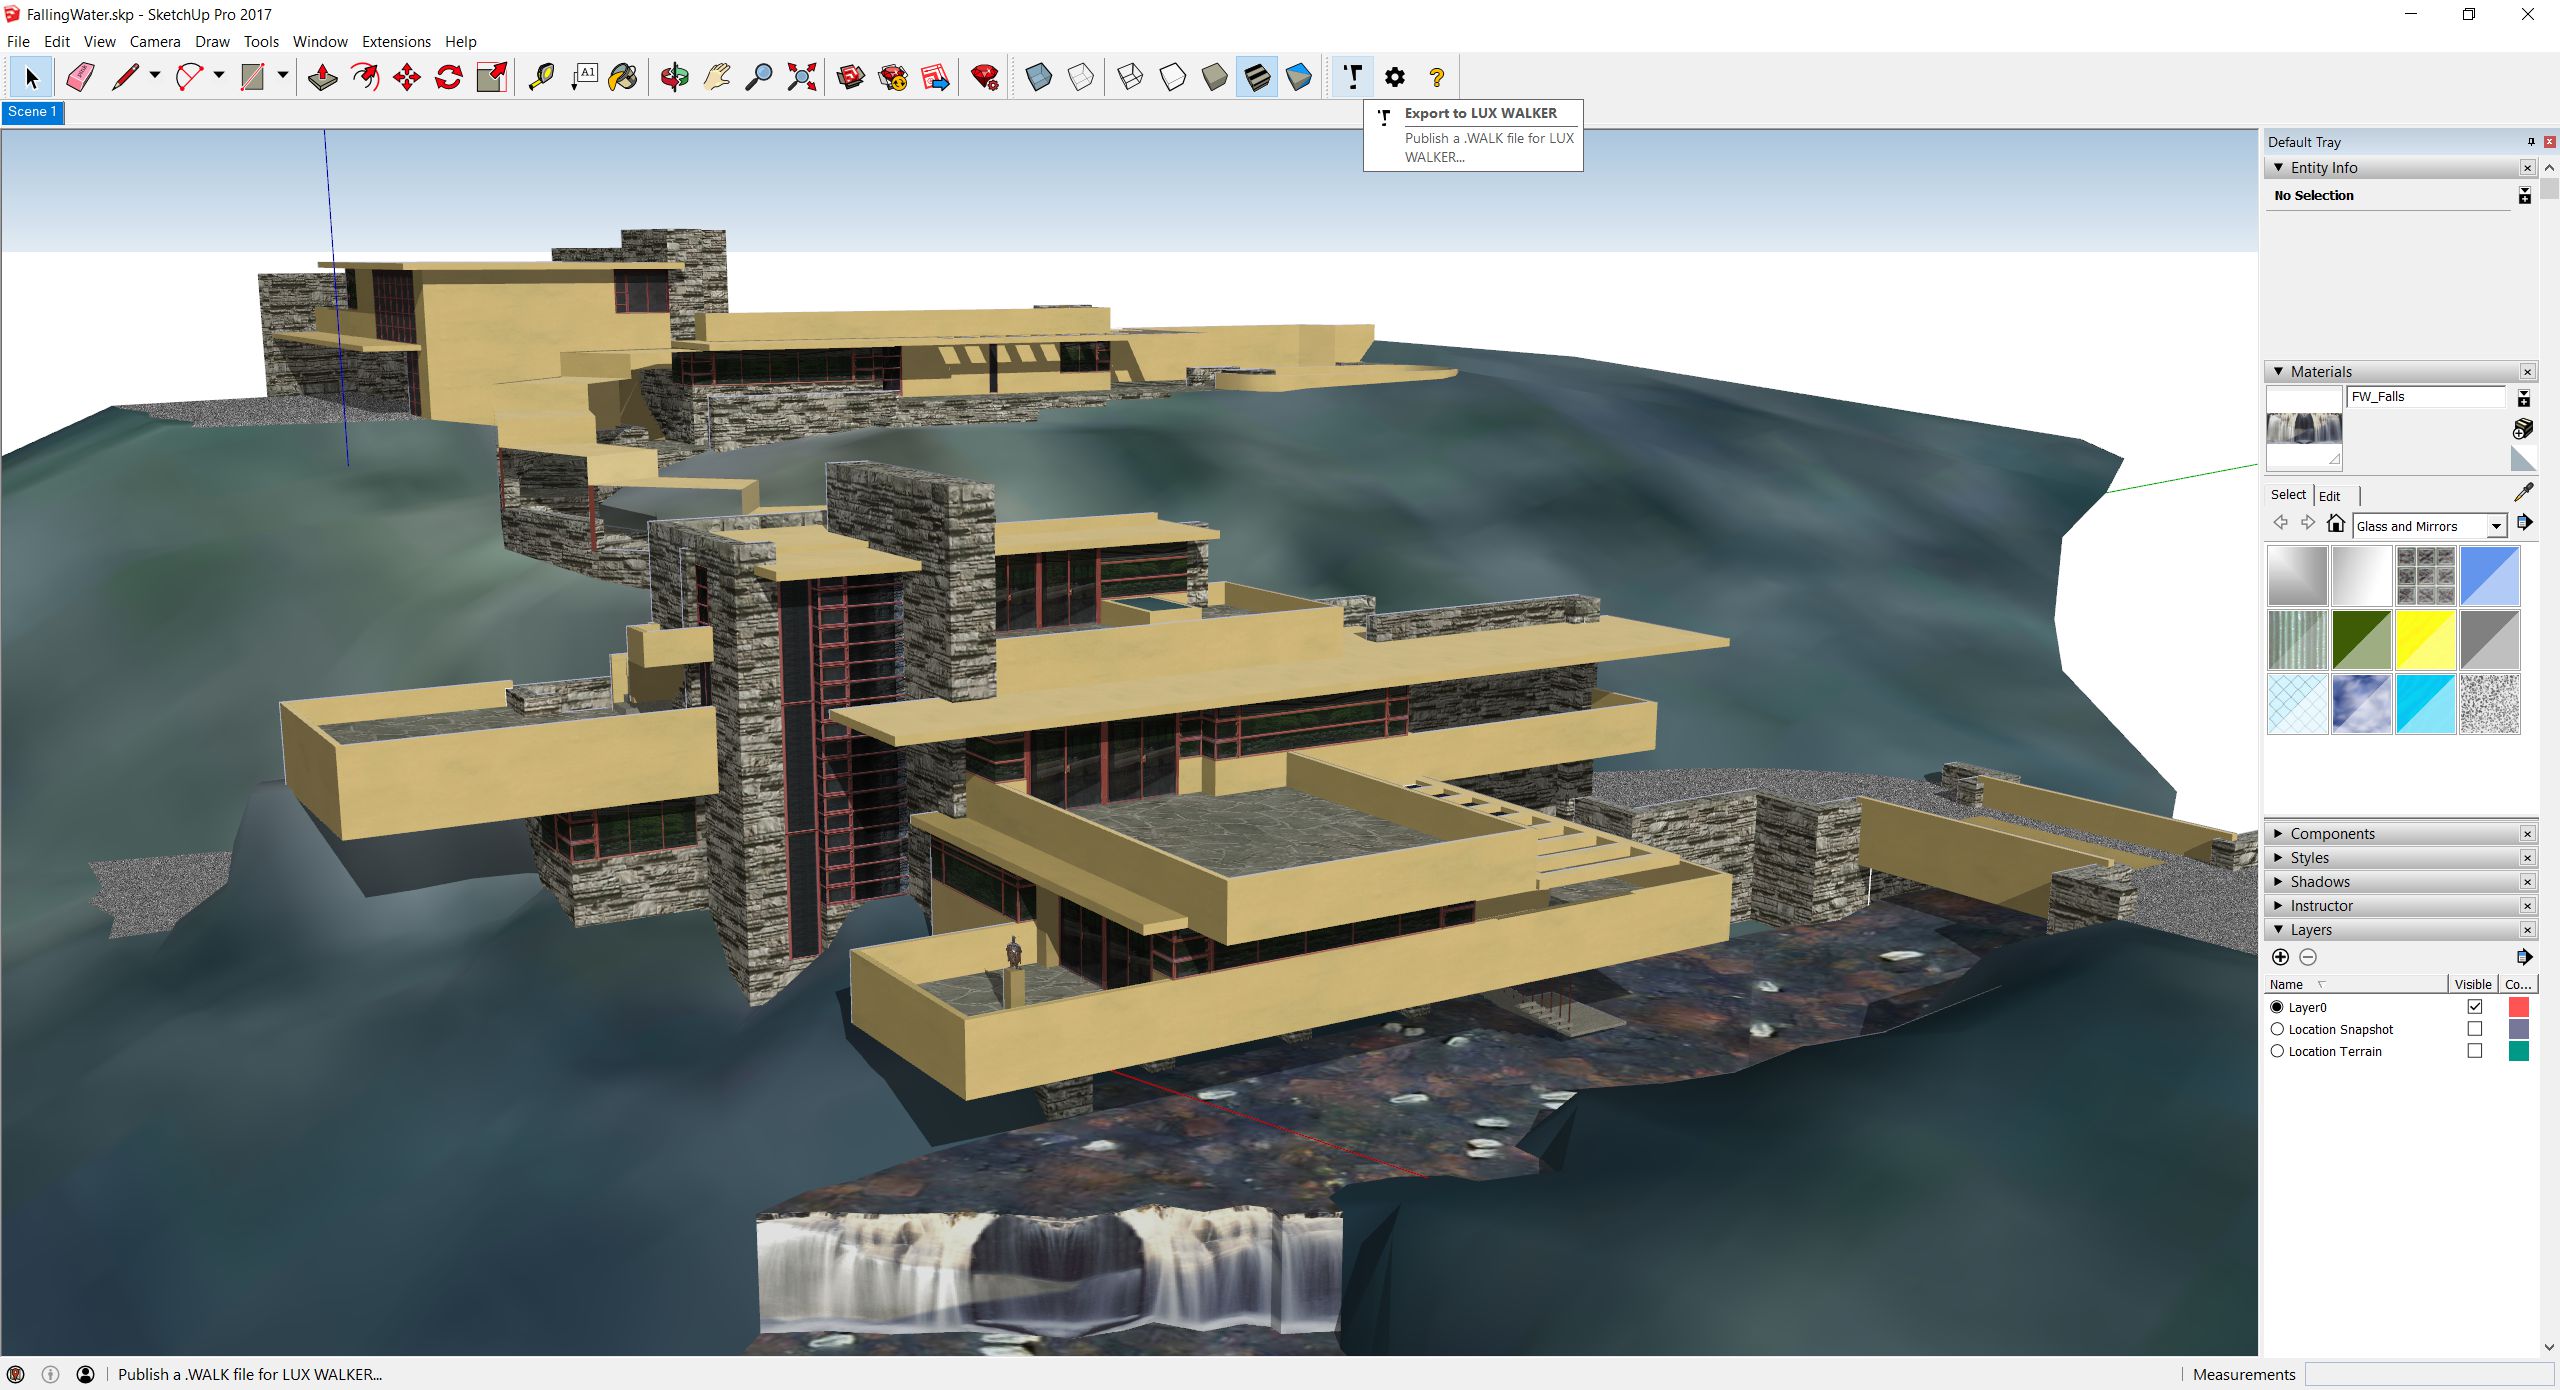 FallingWater.skp - SketchUp Pro 2017
File Edit View Camera Draw Tools Window Extensions Help
A1
Scene 1
Export to LUX WALKER
Publish a .WALK file for LUX
WALKER...
Default Tray
Entity Info
No Selection
Materials
FW_Falls
Select Edit
Glass and Mirrors
Components
Styles
Shadows
Instructor
Layers
Name Visible Co...
Layer0
Location Snapshot
Location Terrain
Publish a .WALK file for LUX WALKER...
Measurements